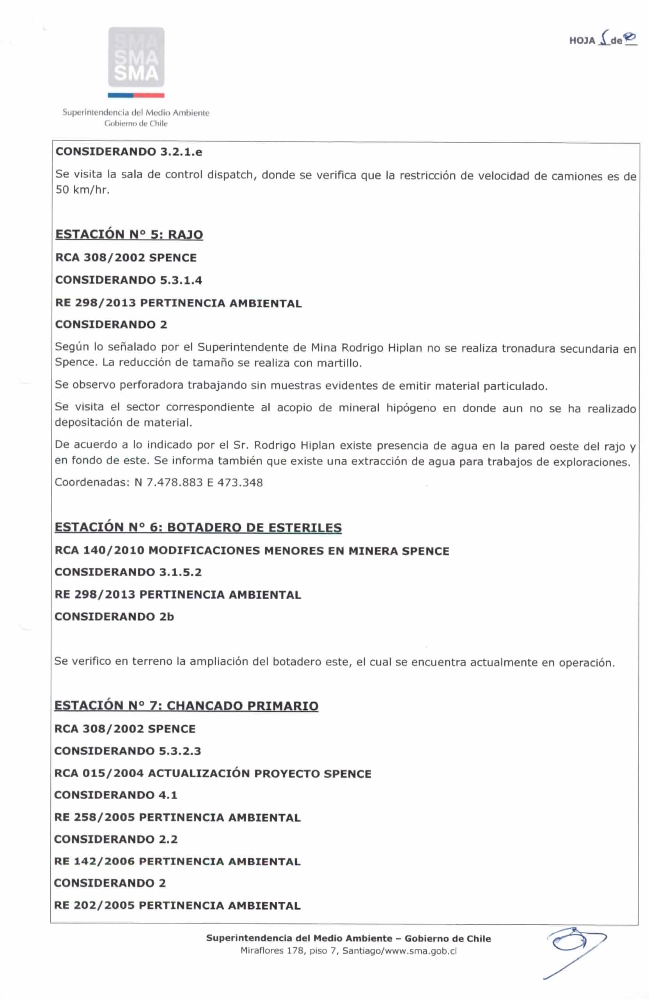 HOJA 5 de
SMA
SMA
SMA
Superintendencia del Medio Ambiente
Gobierno de Chile
CONSIDERANDO 3.2.1.e
Se visita la sala de control dispatch, donde se verifica que la restricción de velocidad de camiones es de
50 km/hr.
ESTACIÓN Nº 5: RAJO
RCA 308/2002 SPENCE
CONSIDERANDO 5.3.1.4
RE 298/2013 PERTINENCIA AMBIENTAL
CONSIDERANDO 2
Según lo señalado por el Superintendente de Mina Rodrigo Hiplan no se realiza tronadura secundaria en
Spence. La reducción de tamaño se realiza con martillo.
Se observo perforadora trabajando sin muestras evidentes de emitir material particulado.
Se visita el sector correspondiente al acopio de mineral hipógeno en donde aun no se ha realizado
depositación de material.
De acuerdo a lo indicado por el Sr. Rodrigo Hiplan existe presencia de agua en la pared oeste del rajo y
en fondo de este. Se informa también que existe una extracción de agua para trabajos de exploraciones.
Coordenadas: N 7.478.883 E 473.348
ESTACIÓN Nº 6: BOTADERO DE ESTERILES
RCA 140/2010 MODIFICACIONES MENORES EN MINERA SPENCE
CONSIDERANDO 3.1.5.2
RE 298/2013 PERTINENCIA AMBIENTAL
CONSIDERANDO 2b
Se verifico en terreno la ampliación del botadero este, el cual se encuentra actualmente en operación.
ESTACIÓN Nº 7: CHANCADO PRIMARIO
RCA 308/2002 SPENCE
CONSIDERANDO 5.3.2.3
RCA 015/2004 ACTUALIZACIÓN PROYECTO SPENCE
CONSIDERANDO 4.1
RE 258/2005 PERTINENCIA AMBIENTAL
CONSIDERANDO 2.2
RE 142/2006 PERTINENCIA AMBIENTAL
CONSIDERANDO 2
RE 202/2005 PERTINENCIA AMBIENTAL
Superintendencia del Medio Ambiente – Gobierno de Chile
Miraflores 178, piso 7, Santiago/www.sma.gob.cl